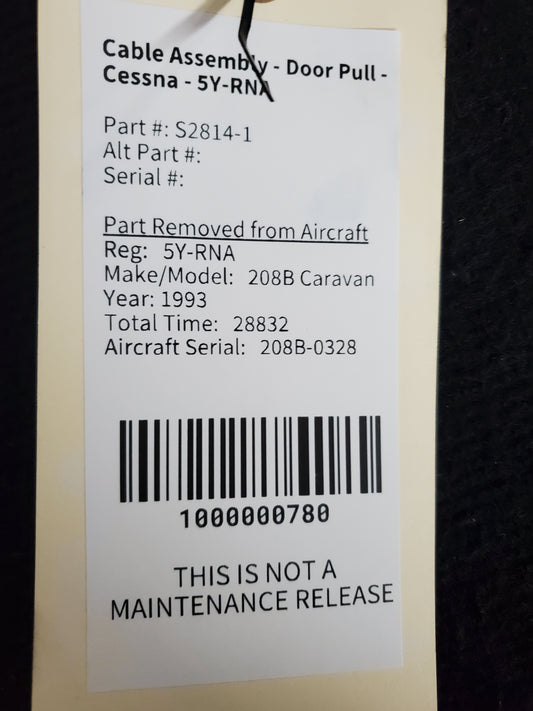 Cable Assembly - Door Pull -
Cessna - 5Y-RNA
Part #: S2814-1
Alt Part #:
Serial #:
Part Removed from Aircraft
Reg: 5Y-RNA
Make/Model: 208B Caravan
Year: 1993
Total Time: 28832
Aircraft Serial: 208B-0328
1000000780
THIS IS NOT A
MAINTENANCE RELEASE